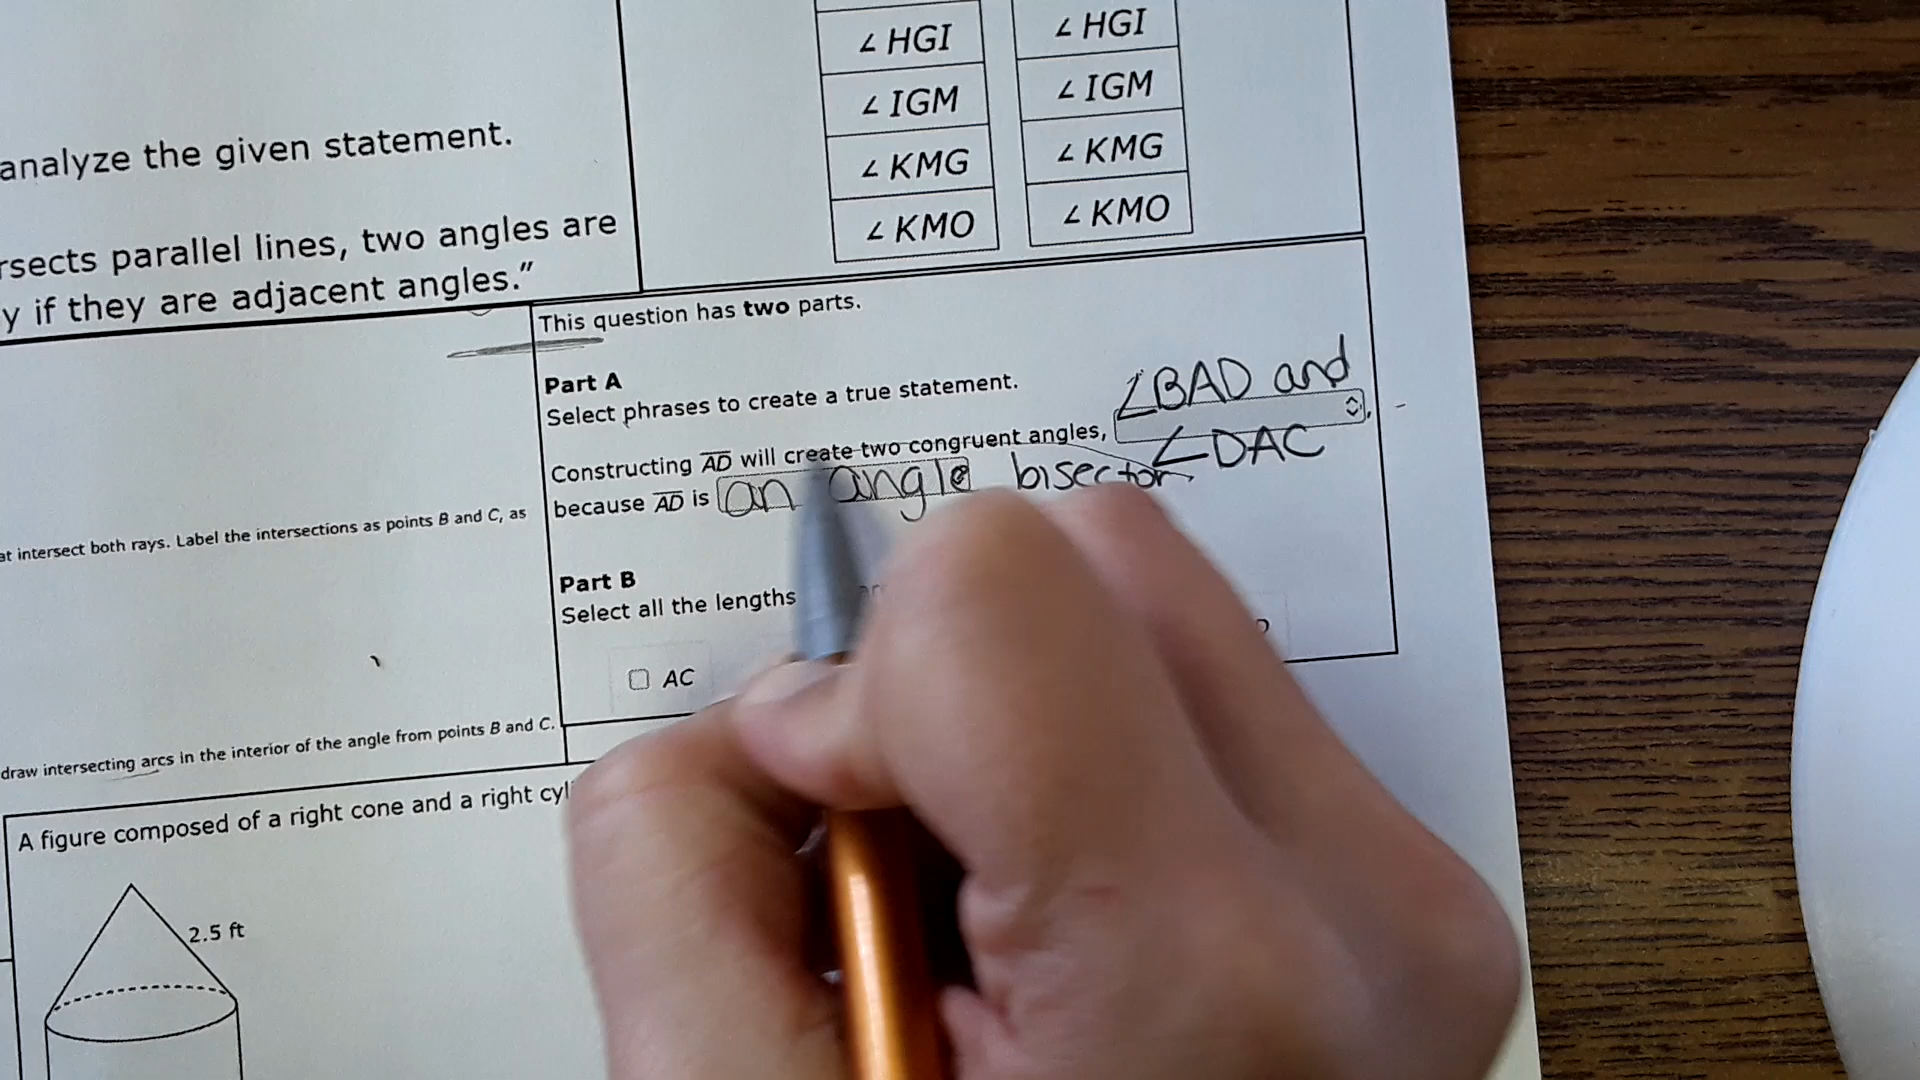 ∠HGI ∠HGI
∠IGM ∠IGM
∠KMG ∠KMG
∠KMO ∠KMO
analyze the given statement.
rsects parallel lines, two angles are
y if they are adjacent angles.”
This question has two parts.
Part A
Select phrases to create a true statement.
∠BAD and
Constructing AD will create two congruent angles, ,
∠DAC
because AD is an angle bisector.
at intersect both rays. Label the intersections as points B and C, as
Part B
Select all the lengths
AC
draw intersecting arcs in the interior of the angle from points B and C.
A figure composed of a right cone and a right cyl
2.5 ft